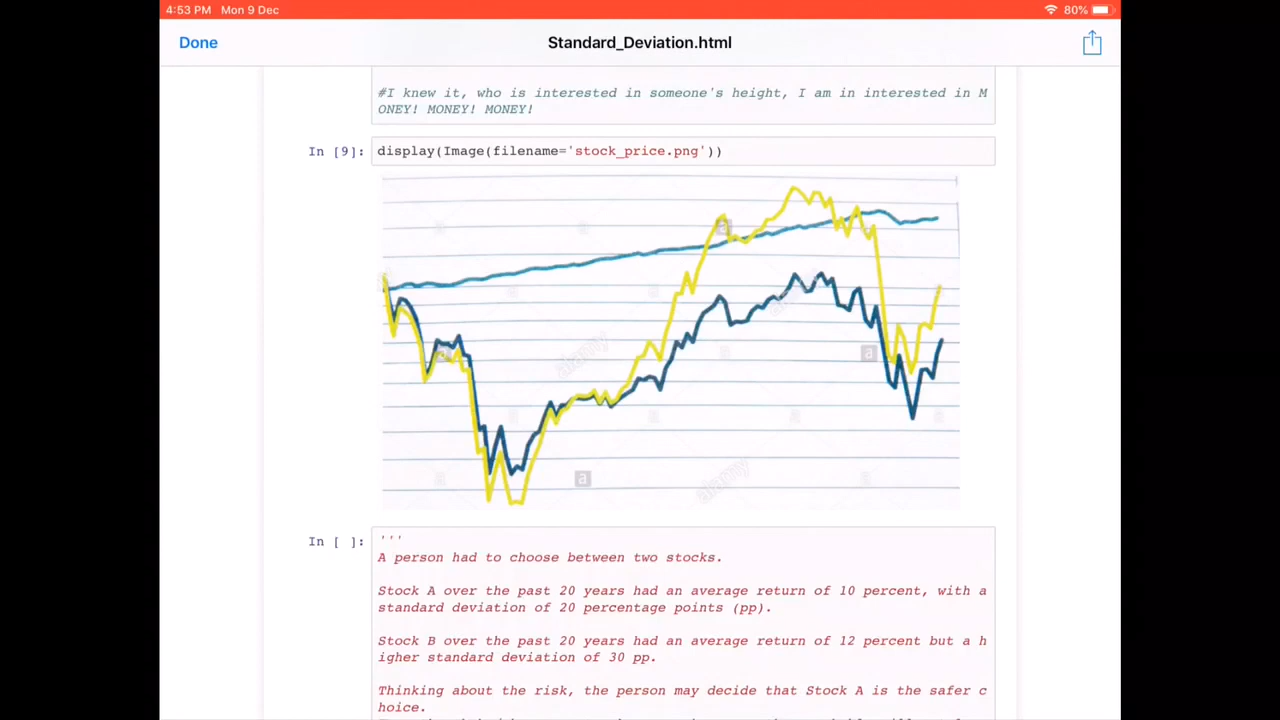 4:53 PM Mon 9 Dec
80%
Done
Standard_Deviation.html
#I knew it, who is interested in someone's height, I am in interested in M
ONEY! MONEY! MONEY!
In [9]:
display(Image(filename='stock_price.png'))
a
alamy
a
a
alamy
In [ ]:
'''
A person had to choose between two stocks.
Stock A over the past 20 years had an average return of 10 percent, with a
standard deviation of 20 percentage points (pp).
Stock B over the past 20 years had an average return of 12 percent but a h
igher standard deviation of 30 pp.
Thinking about the risk, the person may decide that Stock A is the safer c
hoice.